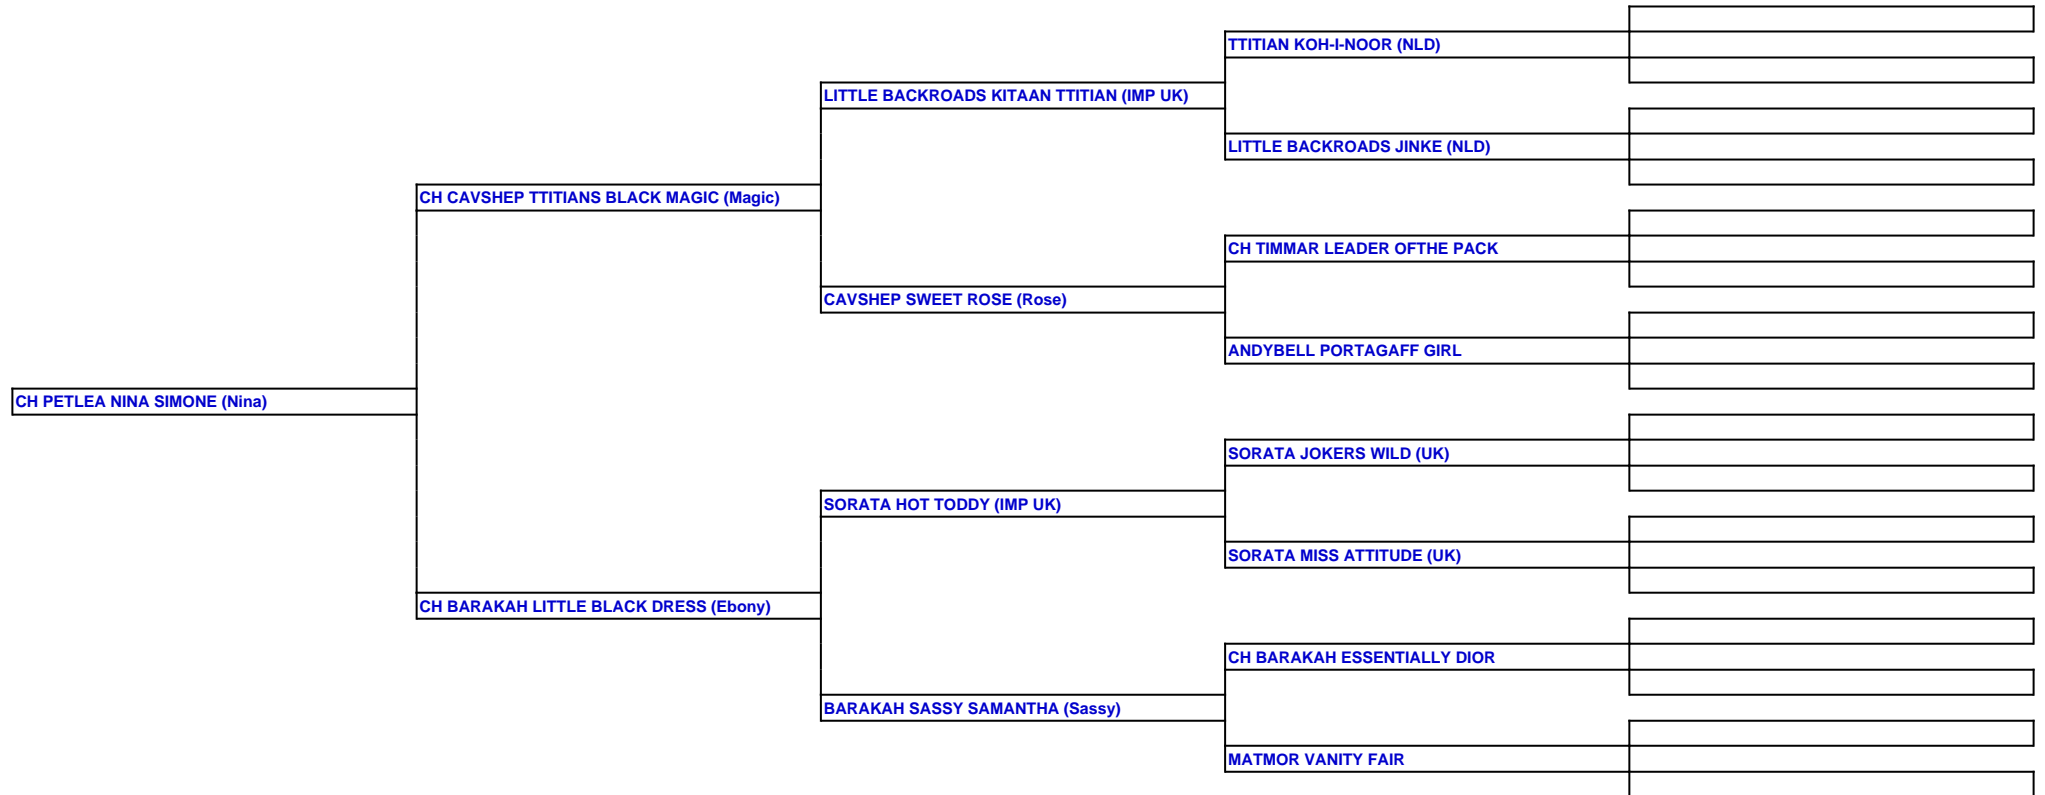 TTITIAN KOH-I-NOOR (NLD)
LITTLE BACKROADS KITAAN TTITIAN (IMP UK)
LITTLE BACKROADS JINKE (NLD)
CH CAVSHEP TTITIANS BLACK MAGIC (Magic)
CH TIMMAR LEADER OFTHE PACK
CAVSHEP SWEET ROSE (Rose)
ANDYBELL PORTAGAFF GIRL
CH PETLEA NINA SIMONE (Nina)
SORATA JOKERS WILD (UK)
SORATA HOT TODDY (IMP UK)
SORATA MISS ATTITUDE (UK)
CH BARAKAH LITTLE BLACK DRESS (Ebony)
CH BARAKAH ESSENTIALLY DIOR
BARAKAH SASSY SAMANTHA (Sassy)
MATMOR VANITY FAIR